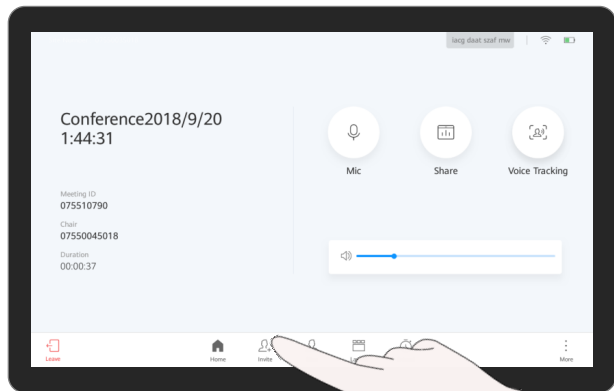 iacg daat szaf mw
Conference2018/9/20
1:44:31
Mic
Share
Voice Tracking
Meeting ID
075510790
Chair
07550045018
Duration
00:00:37
Leave
Home
Invite
More